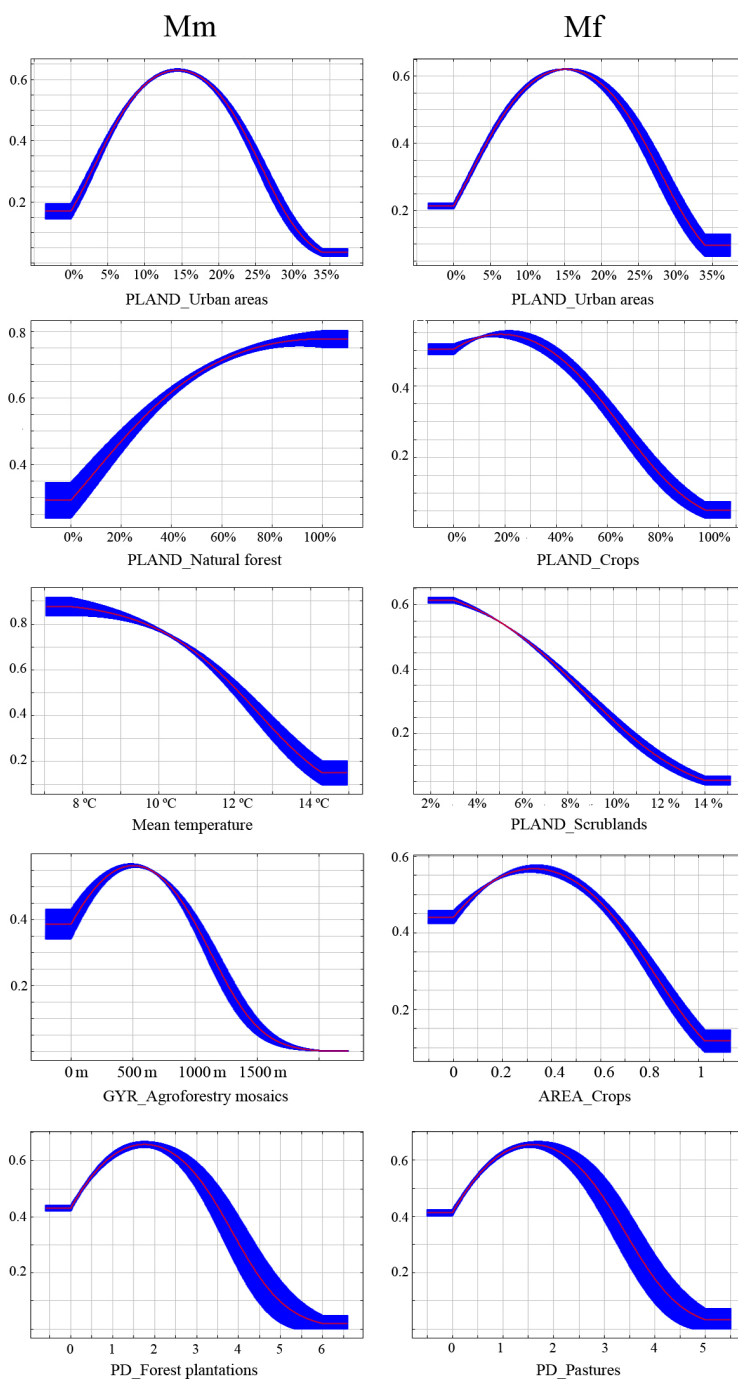 Mm
Mf
0.6
0.4
0.2
0% 5% 10% 15% 20% 25% 30% 35%
PLAND_Urban areas
0.6
0.4
0.2
0% 5% 10% 15% 20% 25% 30% 35%
PLAND_Urban areas
0.8
0.6
0.4
0% 20% 40% 60% 80% 100%
PLAND_Natural forest
0.4
0.2
0% 20% 40% 60% 80% 100%
PLAND_Crops
0.8
0.6
0.4
0.2
8 ºC 10 ºC 12 ºC 14 ºC
Mean temperature
0.6
0.4
0.2
2% 4% 6% 8% 10% 12 % 14 %
PLAND_Scrublands
0.4
0.2
0 m 500 m 1000 m 1500 m
GYR_Agroforestry mosaics
0.6
0.4
0.2
0 0.2 0.4 0.6 0.8 1
AREA_Crops
0.6
0.4
0.2
0 1 2 3 4 5 6
PD_Forest plantations
0.6
0.4
0.2
0 1 2 3 4 5
PD_Pastures